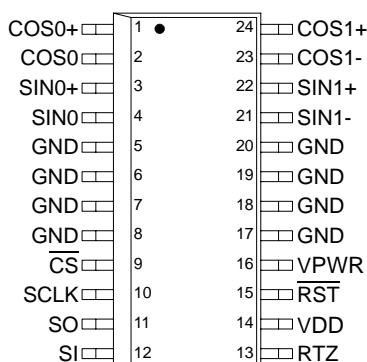 COS0+ 1 24 COS1+
COS0 2 23 COS1-
SIN0+ 3 22 SIN1+
SIN0 4 21 SIN1-
GND 5 20 GND
GND 6 19 GND
GND 7 18 GND
GND 8 17 GND
C̅S̅ 9 16 VPWR
SCLK 10 15 R̅S̅T̅
SO 11 14 VDD
SI 12 13 RTZ